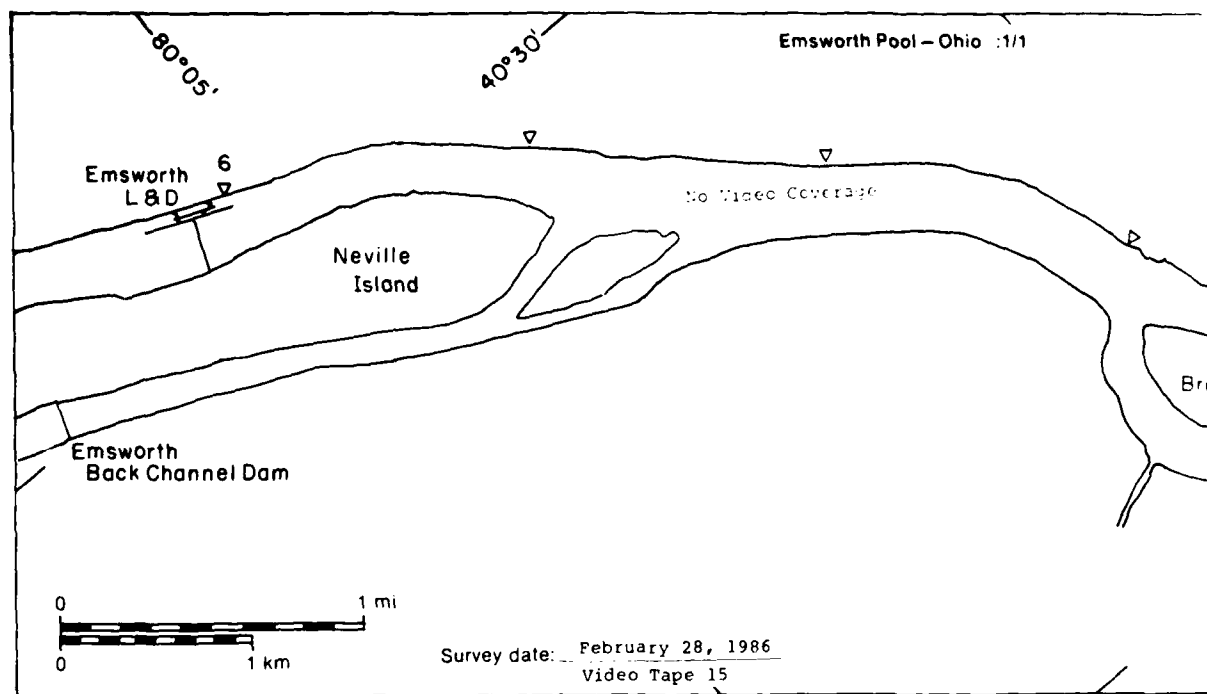 80°05'
40°30'
Emsworth Pool – Ohio :1/1
Emsworth
L & D
6
No Video Coverage
Neville
Island
Emsworth
Back Channel Dam
0
1 mi
0
1 km
Survey date: February 28, 1986
Video Tape 15